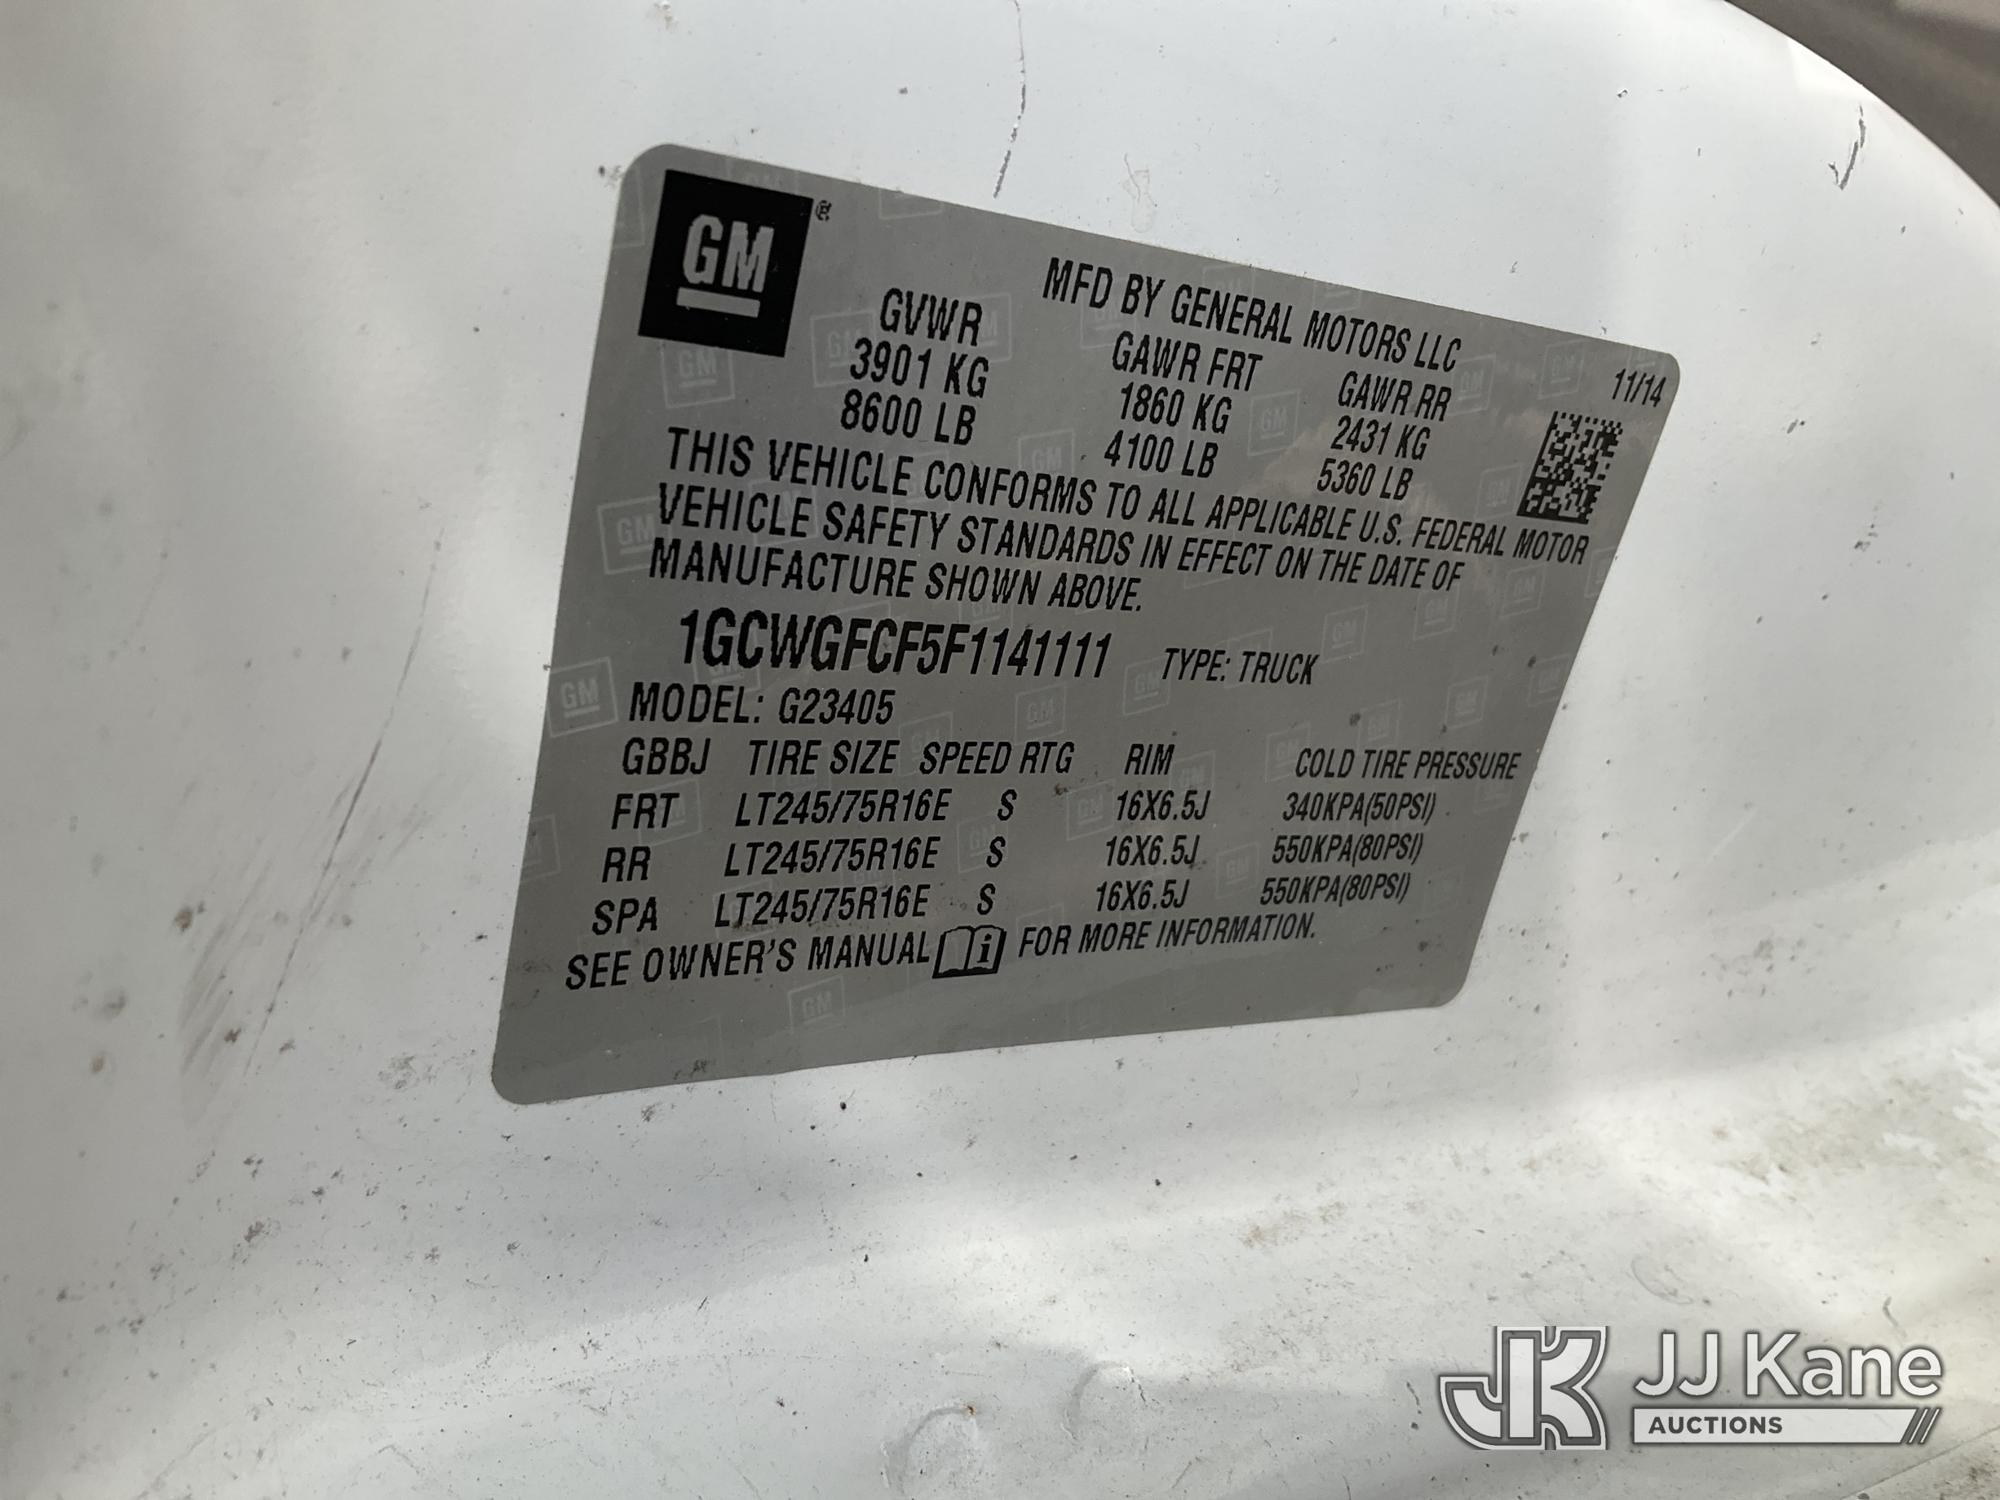 GM ®
MFD BY GENERAL MOTORS LLC
11/14
GVWR GAWR FRT GAWR RR
3901 KG 1860 KG 2431 KG
8600 LB 4100 LB 5360 LB
THIS VEHICLE CONFORMS TO ALL APPLICABLE U.S. FEDERAL MOTOR
VEHICLE SAFETY STANDARDS IN EFFECT ON THE DATE OF
MANUFACTURE SHOWN ABOVE.
1GCWGFCF5F1141111 TYPE: TRUCK
MODEL: G23405
GBBJ TIRE SIZE SPEED RTG RIM COLD TIRE PRESSURE
FRT LT245/75R16E S 16X6.5J 340KPA(50PSI)
RR LT245/75R16E S 16X6.5J 550KPA(80PSI)
SPA LT245/75R16E S 16X6.5J 550KPA(80PSI)
SEE OWNER'S MANUAL i FOR MORE INFORMATION.
JK JJ Kane
AUCTIONS